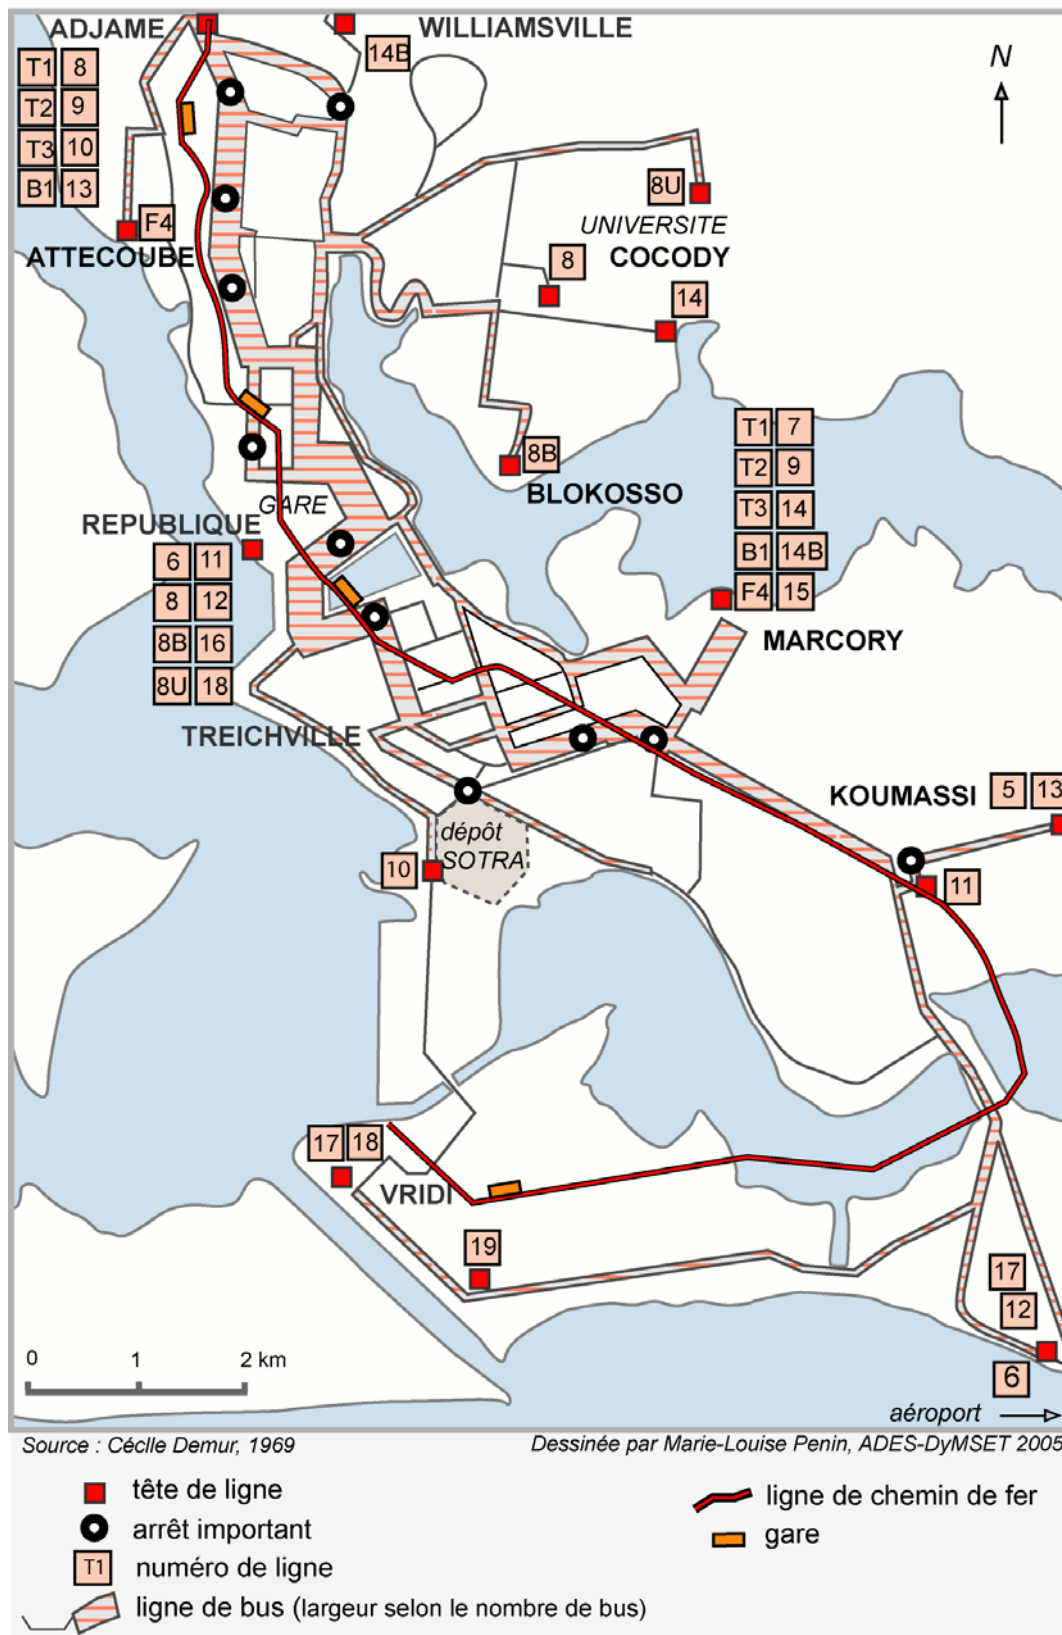 ADJAME
WILLIAMSVILLE
T1 8
T2 9
T3 10
B1 13
14B
N
F4
ATTECOUBE
8U
UNIVERSITE
COCODY
8
14
8B
BLOKOSSO
T1 7
T2 9
T3 14
B1 14B
F4 15
MARCORY
GARE
REPUBLIQUE
6 11
8 12
8B 16
8U 18
TREICHVILLE
KOUMASSI
5 13
dépôt
SOTRA
10
11
17 18
VRIDI
19
17
12
6
0 1 2 km
aéroport
Source : Céclle Demur, 1969
Dessinée par Marie-Louise Penin, ADES-DyMSET 2005
tête de ligne
arrêt important
T1 numéro de ligne
ligne de bus (largeur selon le nombre de bus)
ligne de chemin de fer
gare